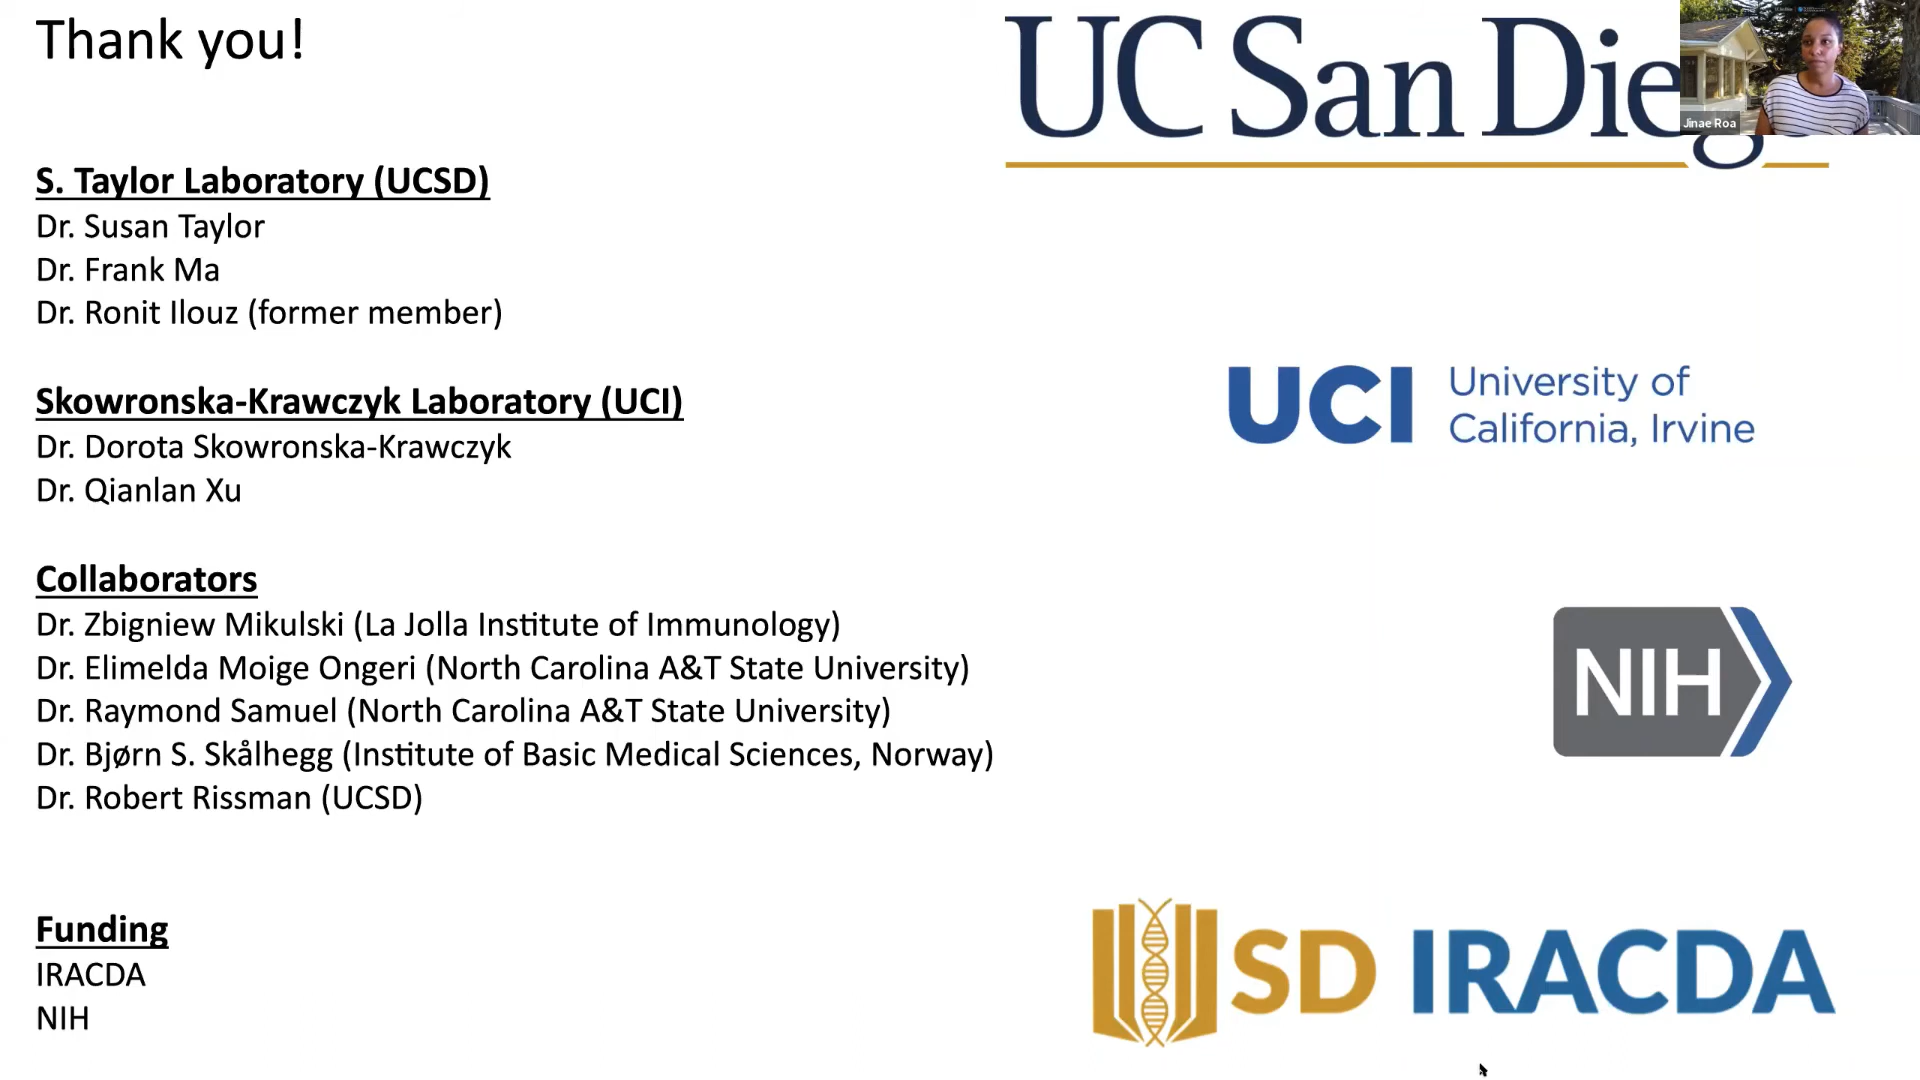 Thank you!
UC San Dieg
Jinae Roa
S. Taylor Laboratory (UCSD)
Dr. Susan Taylor
Dr. Frank Ma
Dr. Ronit Ilouz (former member)
Skowronska-Krawczyk Laboratory (UCI)
Dr. Dorota Skowronska-Krawczyk
Dr. Qianlan Xu
UCI University of
California, Irvine
Collaborators
Dr. Zbigniew Mikulski (La Jolla Institute of Immunology)
Dr. Elimelda Moige Ongeri (North Carolina A&T State University)
Dr. Raymond Samuel (North Carolina A&T State University)
Dr. Bjørn S. Skålhegg (Institute of Basic Medical Sciences, Norway)
Dr. Robert Rissman (UCSD)
NIH
Funding
IRACDA
NIH
SD IRACDA